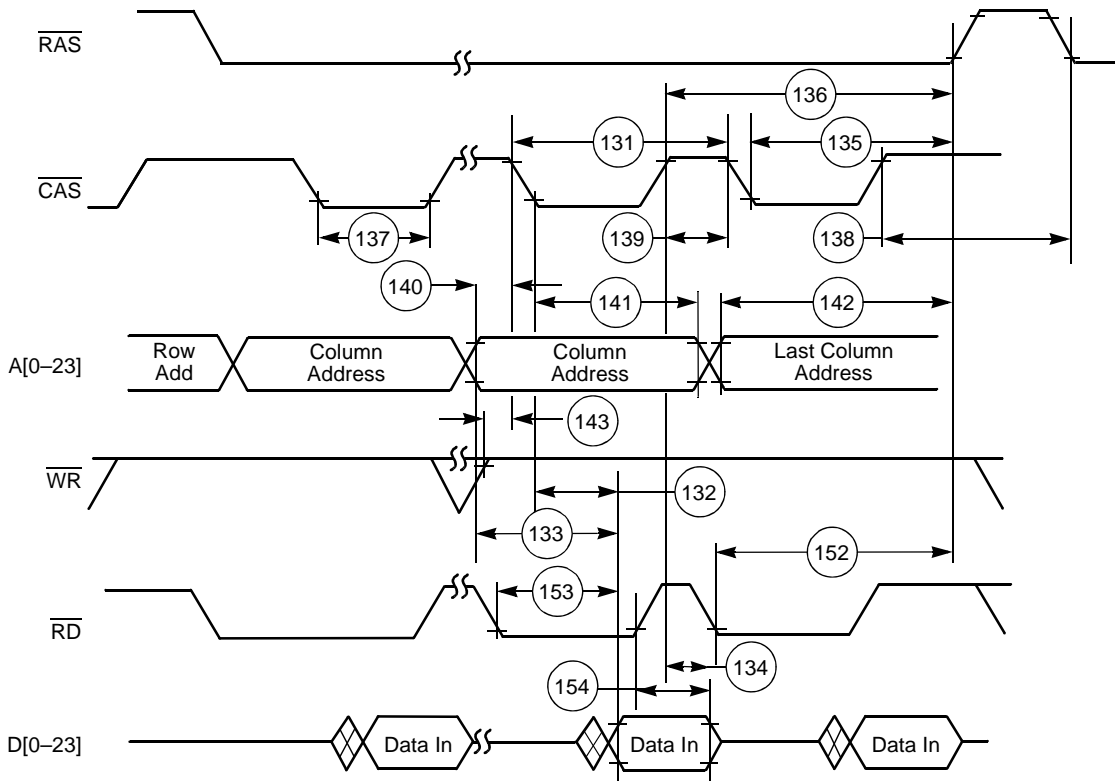 RAS
136
131
135
CAS
137
139
138
140
141
142
A[0–23]
Row
Add
Column
Address
Column
Address
Last Column
Address
143
WR
132
133
152
153
RD
134
154
D[0–23]
Data In
Data In
Data In